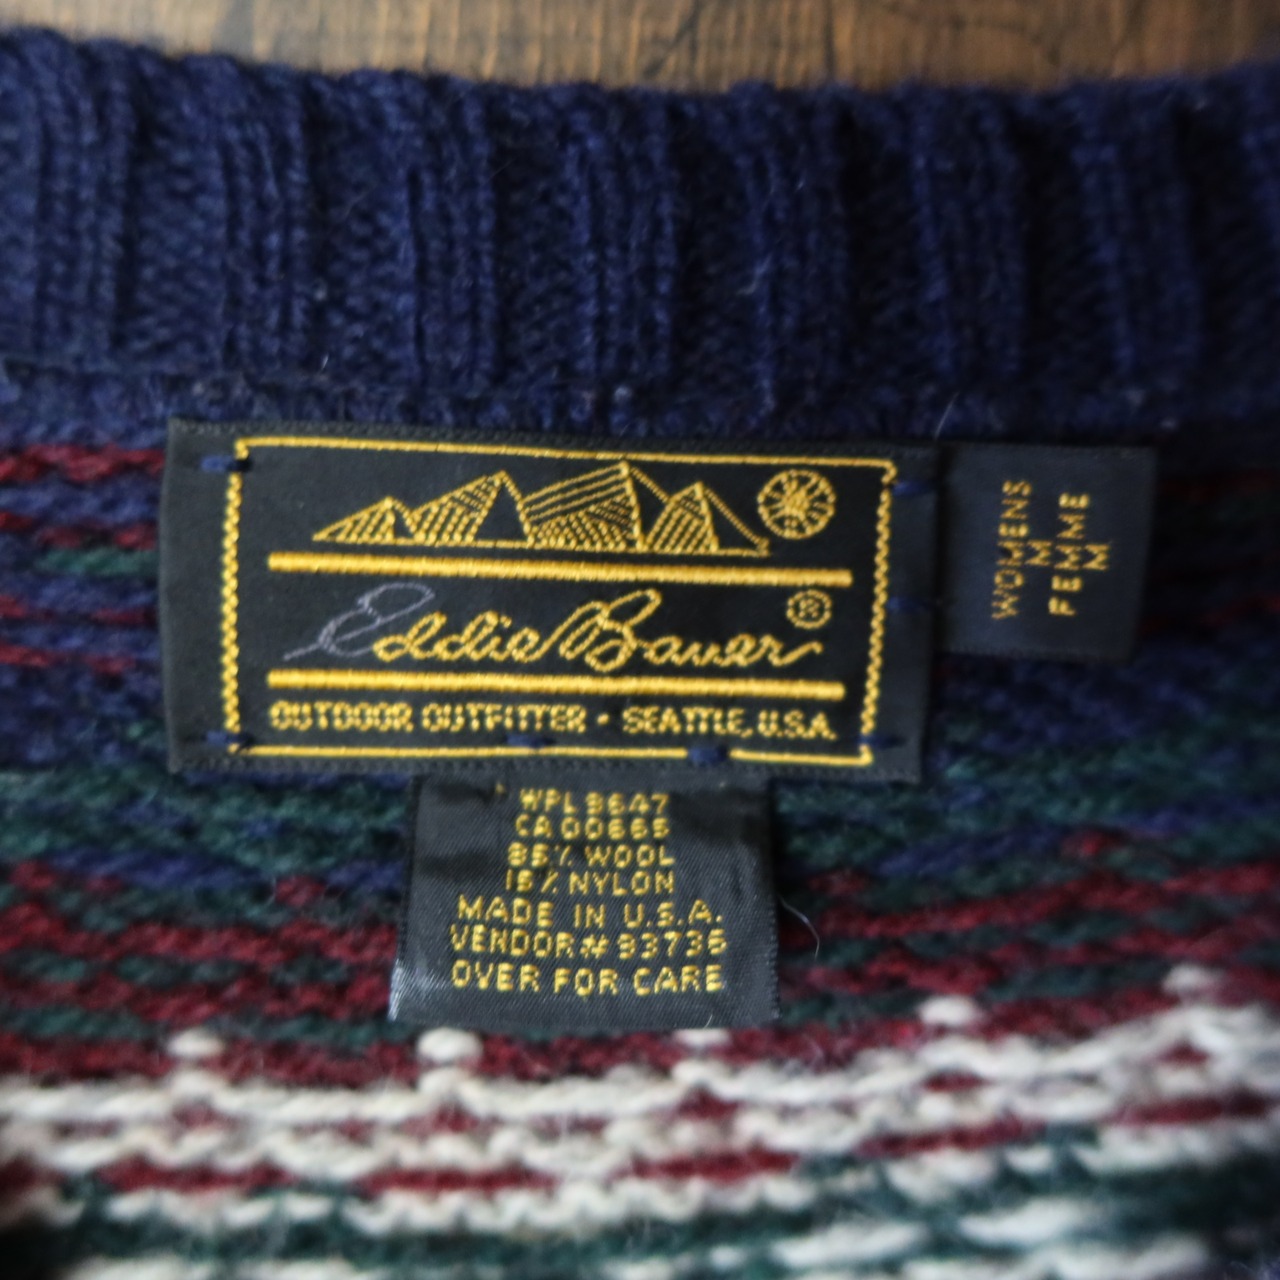 Eddie Bauer®
OUTDOOR OUTFITTER • SEATTLE, U.S.A.
WOMENS
M
FEMME
M
WPL 9647
CA 00665
85% WOOL
15% NYLON
MADE IN U.S.A.
VENDOR# 93736
OVER FOR CARE